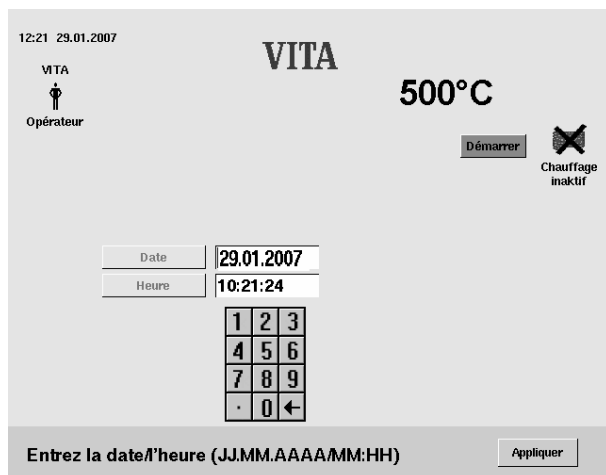 12:21 29.01.2007
VITA
VITA
Opérateur
500°C
Démarrer
Chauffage
inaktif
Date 29.01.2007
Heure 10:21:24
1 2 3
4 5 6
7 8 9
. 0 ←
Entrez la date/l'heure (JJ.MM.AAAA/MM:HH) Appliquer